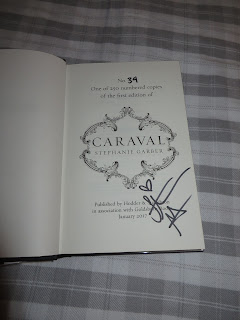 No 39
One of 250 numbered copies
of the first edition of
CARAVAL
STEPHANIE GARBER
Published by Hodder &
in association with
January 2017